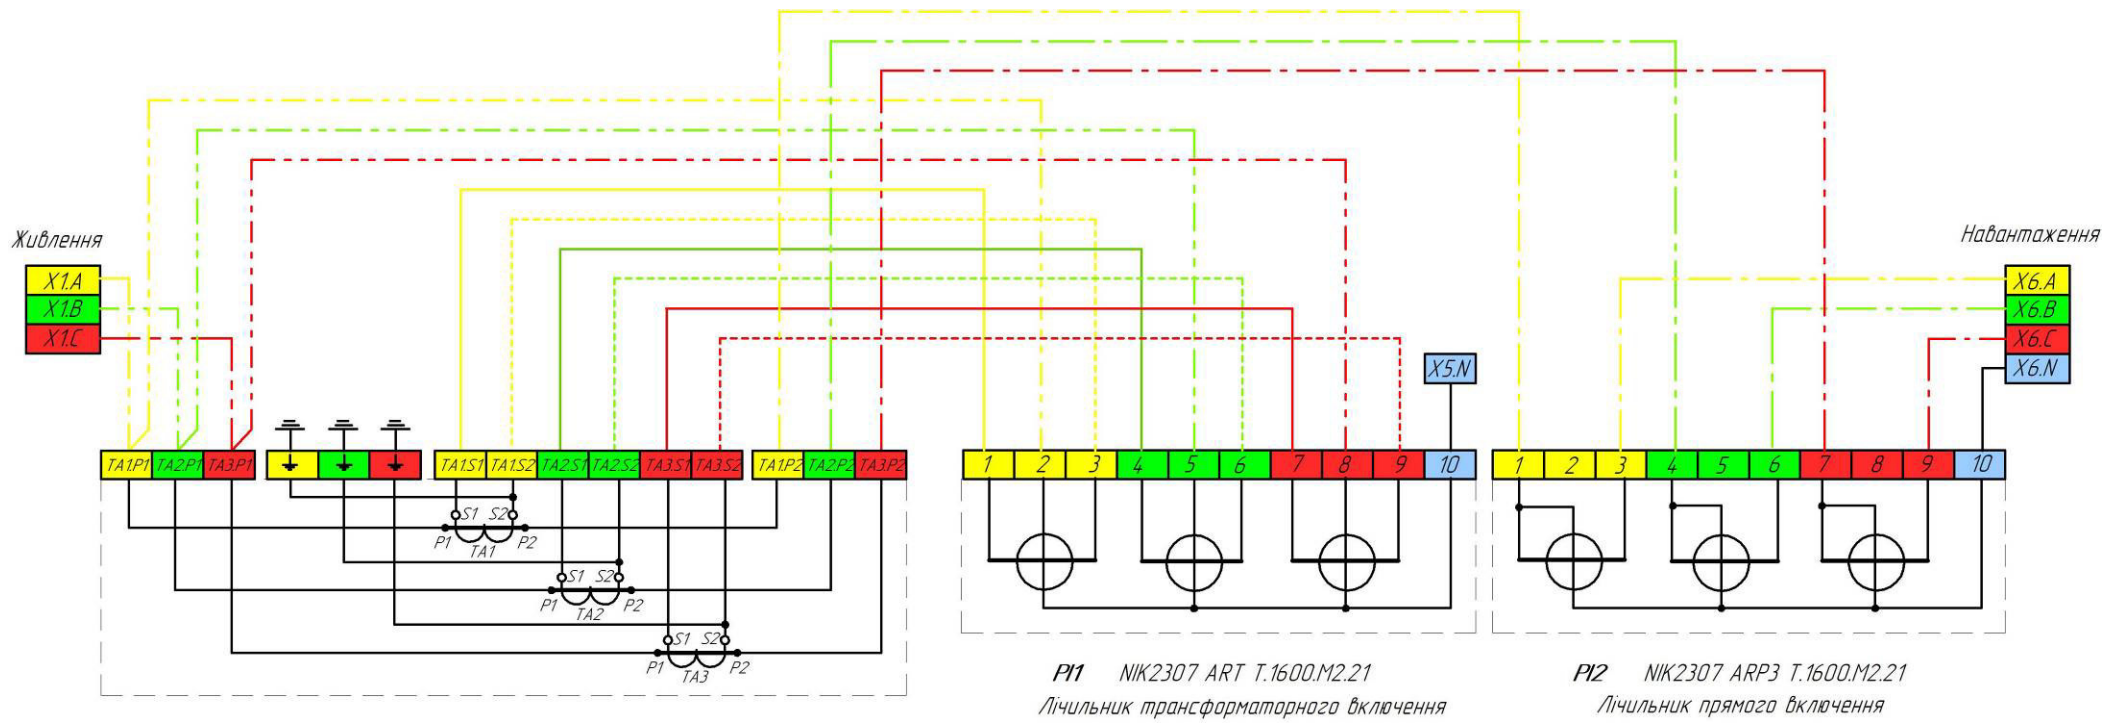 Живлення
X1.A
X1.B
X1.C
Навантаження
X6.A
X6.B
X6.C
X6.N
X5.N
TA1.P1 TA2.P1 TA3.P1 TA1.S1 TA1.S2 TA2.S1 TA2.S2 TA3.S1 TA3.S2 TA1.P2 TA2.P2 TA3.P2
1 2 3 4 5 6 7 8 9 10
1 2 3 4 5 6 7 8 9 10
S1 S2
P1 TA1 P2
S1 S2
P1 TA2 P2
S1 S2
P1 TA3 P2
PI1 NIK2307 ART T.1600.M2.21
Лічильник трансформаторного включення
PI2 NIK2307 ARP3 T.1600.M2.21
Лічильник прямого включення